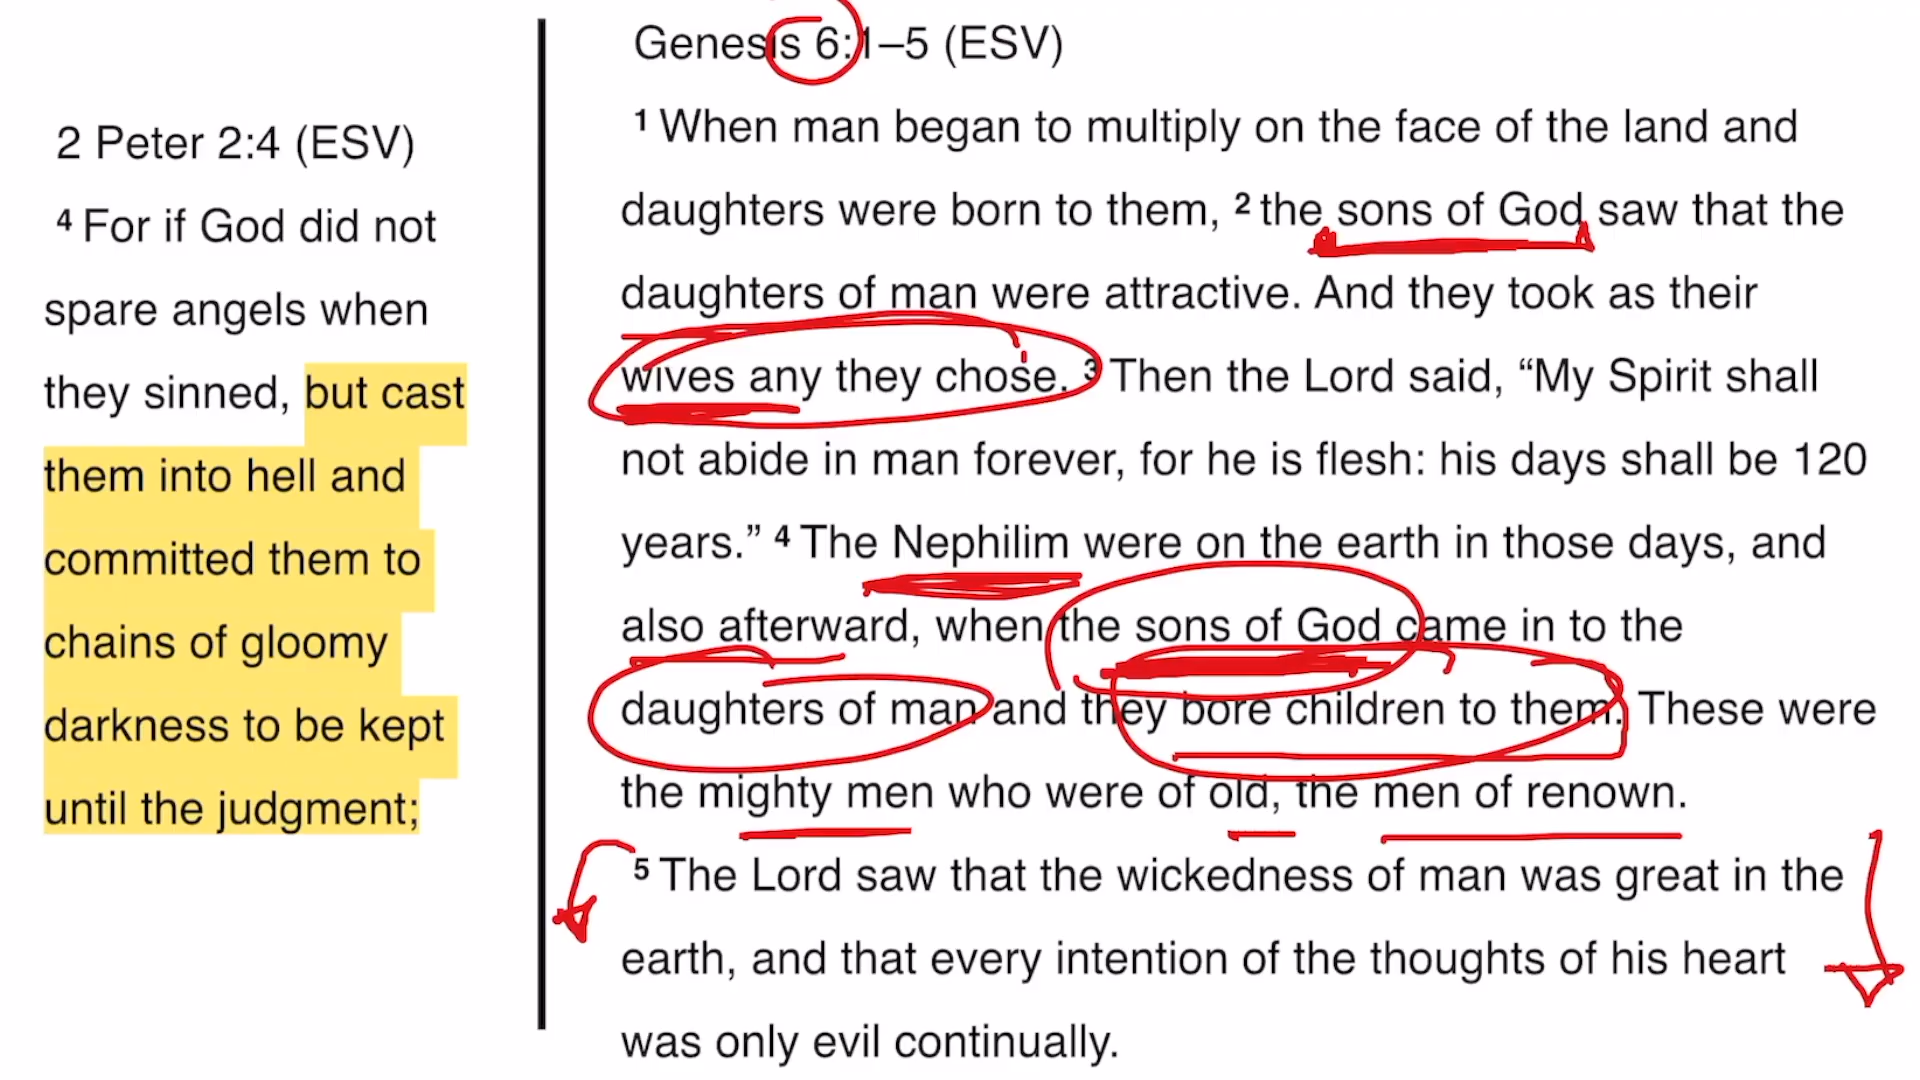 2 Peter 2:4 (ESV)
4 For if God did not
spare angels when
they sinned, but cast
them into hell and
committed them to
chains of gloomy
darkness to be kept
until the judgment;
Genesis 6:1–5 (ESV)
1 When man began to multiply on the face of the land and
daughters were born to them, 2 the sons of God saw that the
daughters of man were attractive. And they took as their
wives any they chose. 3 Then the Lord said, “My Spirit shall
not abide in man forever, for he is flesh: his days shall be 120
years.” 4 The Nephilim were on the earth in those days, and
also afterward, when the sons of God came in to the
daughters of man and they bore children to them. These were
the mighty men who were of old, the men of renown.
5 The Lord saw that the wickedness of man was great in the
earth, and that every intention of the thoughts of his heart
was only evil continually.